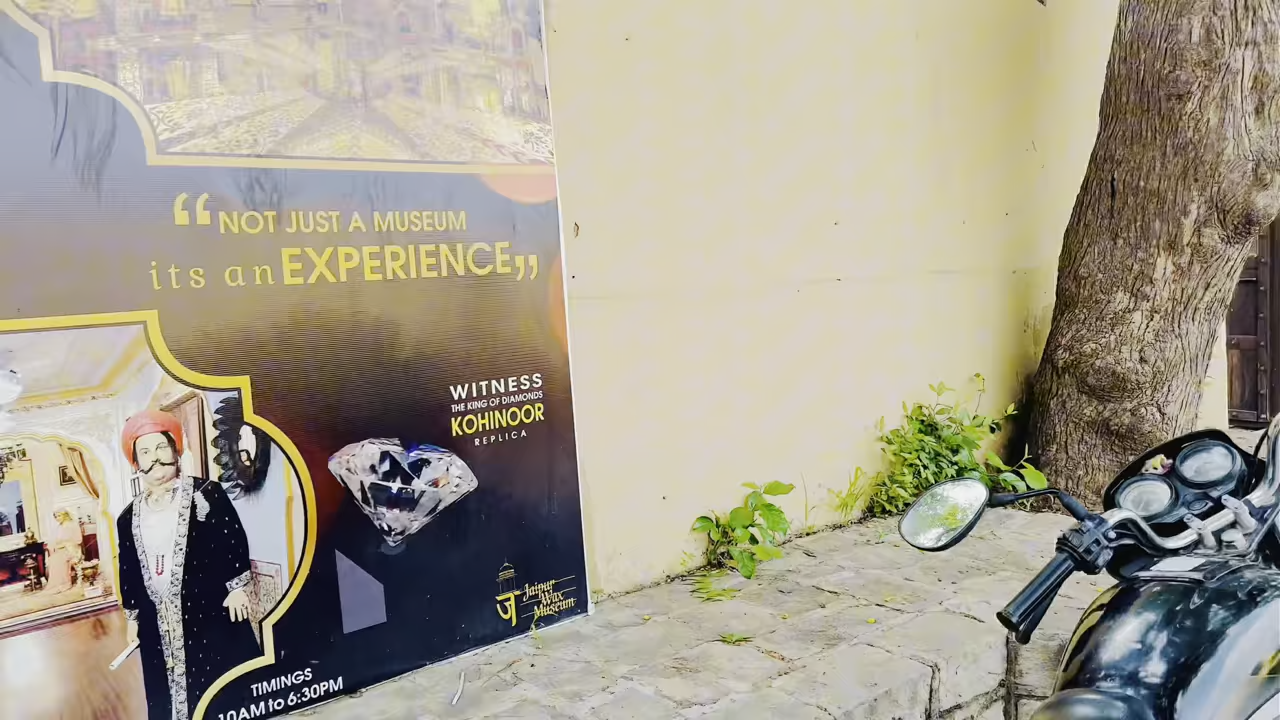 “NOT JUST A MUSEUM
its an EXPERIENCE„
WITNESS
THE KING OF DIAMONDS
KOHINOOR
REPLICA
ज
Jaipur
Wax
Museum
TIMINGS
10AM to 6:30PM